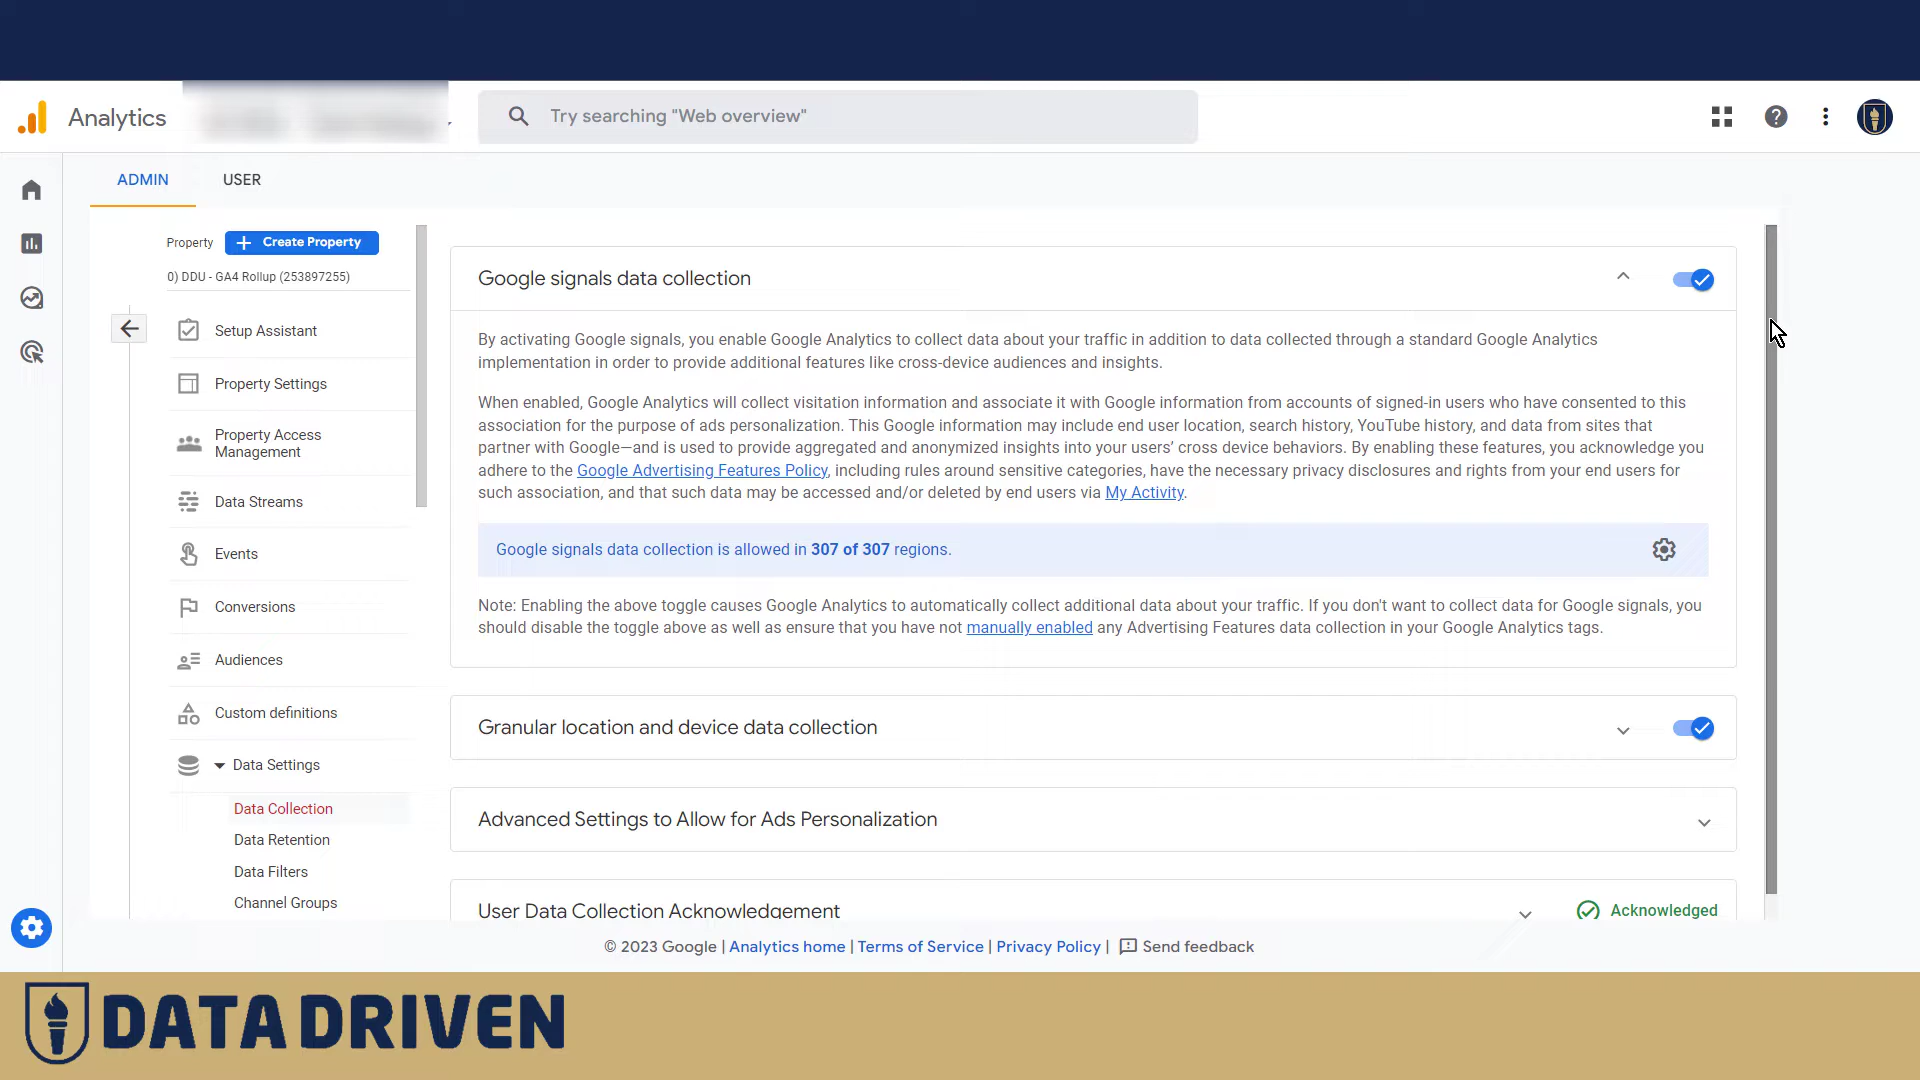 Analytics
Try searching "Web overview"
ADMIN
USER
Property
Create Property
0) DDU - GA4 Rollup (253897255)
Setup Assistant
Property Settings
Property Access
Management
Data Streams
Events
Conversions
Audiences
Custom definitions
Data Settings
Data Collection
Data Retention
Data Filters
Channel Groups
Google signals data collection
By activating Google signals, you enable Google Analytics to collect data about your traffic in addition to data collected through a standard Google Analytics
implementation in order to provide additional features like cross-device audiences and insights.
When enabled, Google Analytics will collect visitation information and associate it with Google information from accounts of signed-in users who have consented to this
association for the purpose of ads personalization. This Google information may include end user location, search history, YouTube history, and data from sites that
partner with Google—and is used to provide aggregated and anonymized insights into your users’ cross device behaviors. By enabling these features, you acknowledge you
adhere to the Google Advertising Features Policy, including rules around sensitive categories, have the necessary privacy disclosures and rights from your end users for
such association, and that such data may be accessed and/or deleted by end users via My Activity.
Google signals data collection is allowed in 307 of 307 regions.
Note: Enabling the above toggle causes Google Analytics to automatically collect additional data about your traffic. If you don't want to collect data for Google signals, you
should disable the toggle above as well as ensure that you have not manually enabled any Advertising Features data collection in your Google Analytics tags.
Granular location and device data collection
Advanced Settings to Allow for Ads Personalization
User Data Collection Acknowledgement
Acknowledged
© 2023 Google | Analytics home | Terms of Service | Privacy Policy | Send feedback
DATA DRIVEN